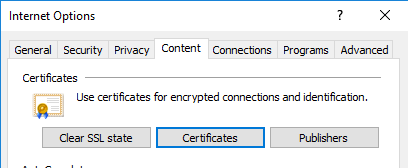 Internet Options ? ×
General Security Privacy Content Connections Programs Advanced
Certificates
Use certificates for encrypted connections and identification.
Clear SSL state Certificates Publishers